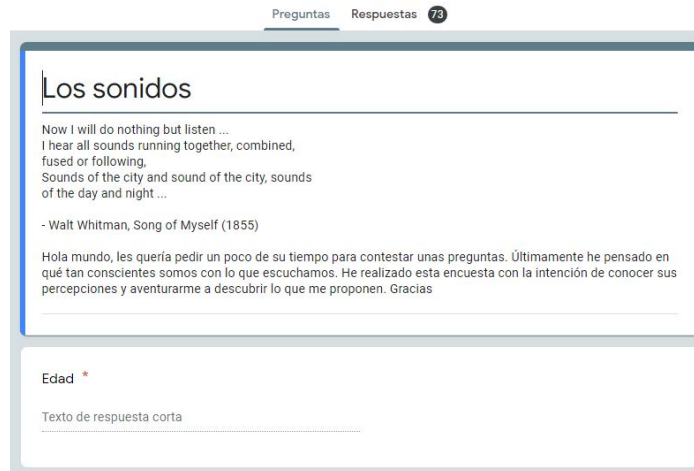 Preguntas Respuestas 73
Los sonidos
Now I will do nothing but listen ...
I hear all sounds running together, combined,
fused or following,
Sounds of the city and sound of the city, sounds
of the day and night ...
- Walt Whitman, Song of Myself (1855)
Hola mundo, les quería pedir un poco de su tiempo para contestar unas preguntas. Últimamente he pensado en
qué tan conscientes somos con lo que escuchamos. He realizado esta encuesta con la intención de conocer sus
percepciones y aventurarme a descubrir lo que me proponen. Gracias
Edad *
Texto de respuesta corta